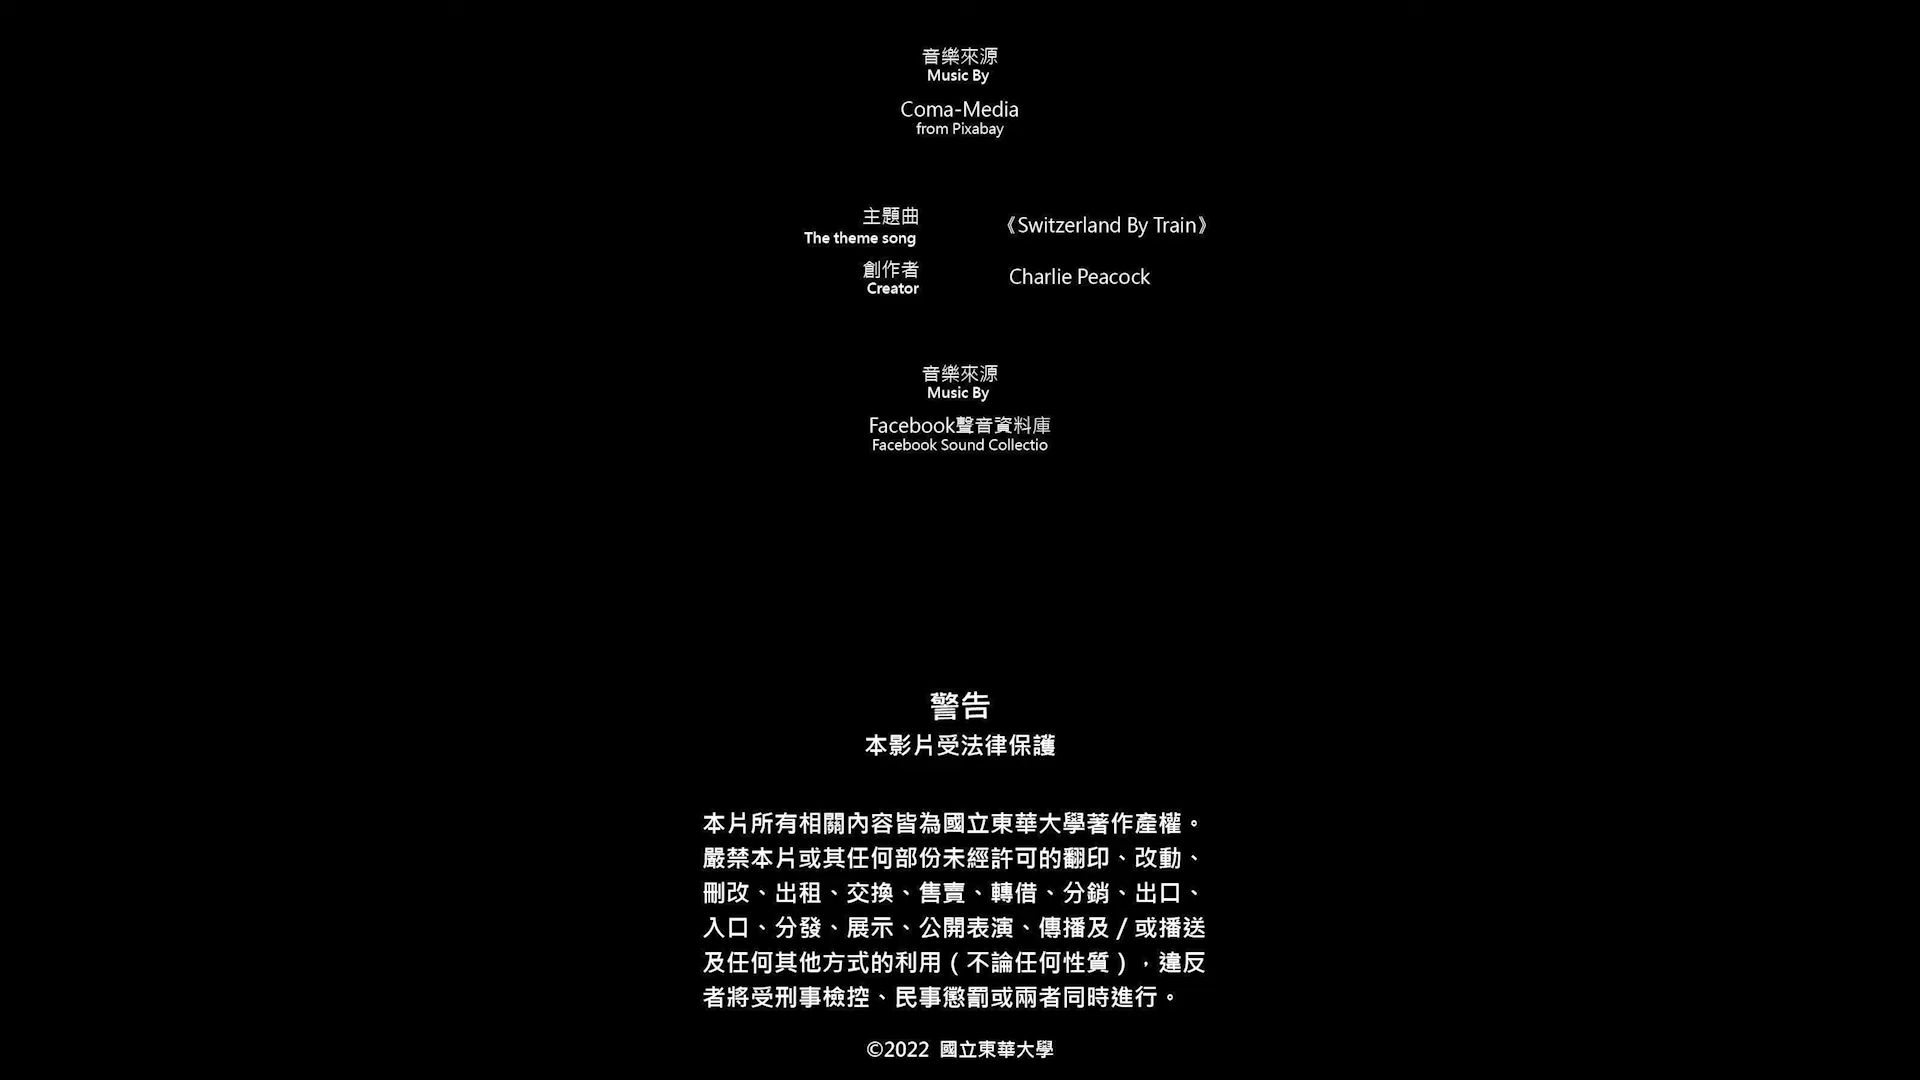 音樂來源
Music By
Coma-Media
from Pixabay
主題曲
The theme song
《Switzerland By Train》
創作者
Creator
Charlie Peacock
音樂來源
Music By
Facebook聲音資料庫
Facebook Sound Collectio
警告
本影片受法律保護
本片所有相關內容皆為國立東華大學著作產權。
嚴禁本片或其任何部份未經許可的翻印、改動、
刪改、出租、交換、售賣、轉借、分銷、出口、
入口、分發、展示、公開表演、傳播及 / 或播送
及任何其他方式的利用 ( 不論任何性質 ) ，違反
者將受刑事檢控、民事懲罰或兩者同時進行。
©2022 國立東華大學